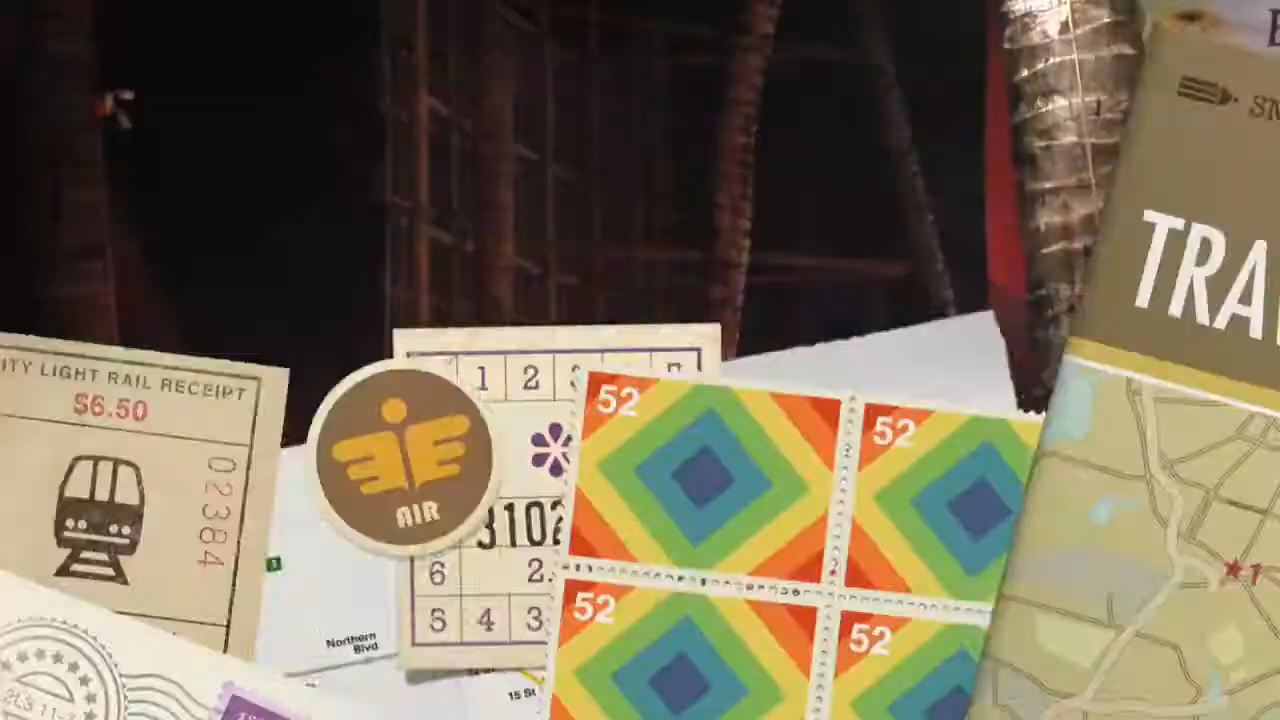 ITY LIGHT RAIL RECEIPT
$6.50
02384
AIR
1 2
3102
6 2.
5 4 3
52
52
52
52
Northern
Blvd
15 St
TRA
1